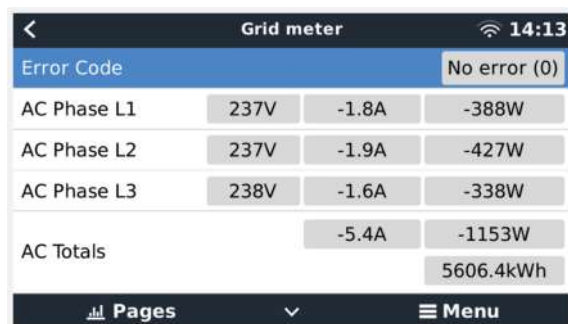 Grid meter 14:13
Error Code No error (0)
AC Phase L1 237V -1.8A -388W
AC Phase L2 237V -1.9A -427W
AC Phase L3 238V -1.6A -338W
AC Totals -5.4A -1153W
5606.4kWh
Pages Menu